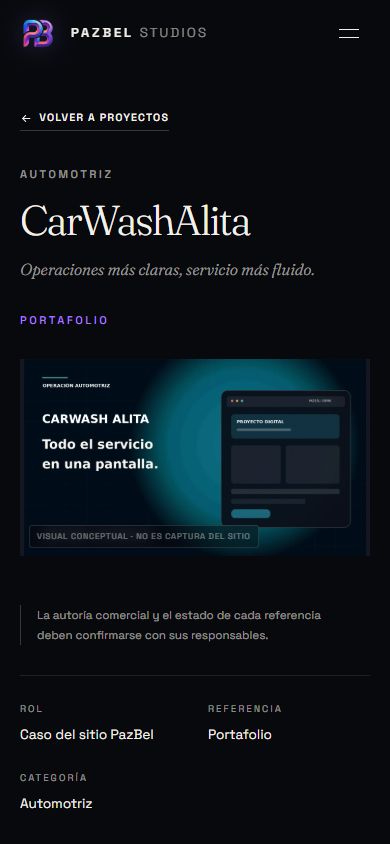 PAZBEL STUDIOS
← VOLVER A PROYECTOS
AUTOMOTRIZ
CarWashAlita
Operaciones más claras, servicio más fluido.
PORTAFOLIO
OPERACIÓN AUTOMOTRIZ
CARWASH ALITA
Todo el servicio
en una pantalla.
PROYECTO DIGITAL
VISUAL CONCEPTUAL - NO ES CAPTURA DEL SITIO
La autoría comercial y el estado de cada referencia
deben confirmarse con sus responsables.
ROL
Caso del sitio PazBel
REFERENCIA
Portafolio
CATEGORÍA
Automotriz